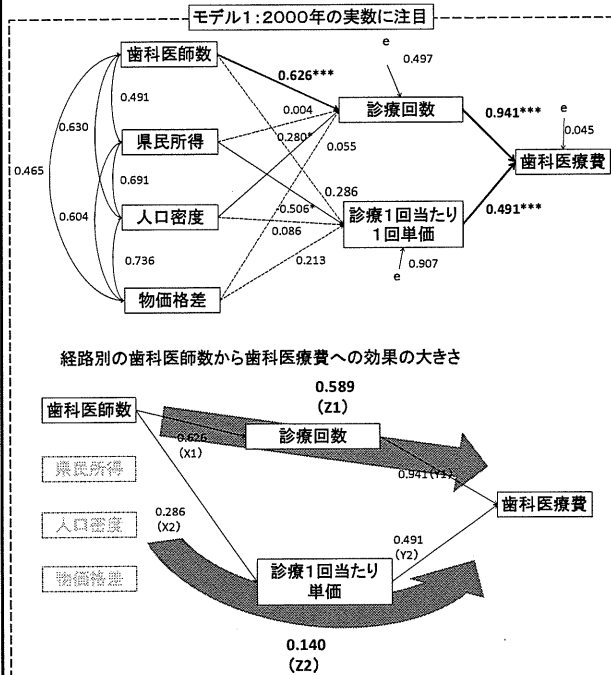 モデル1：2000年の実数に注目
e
歯科医師数
0.626***
0.497
0.491
0.004
診療回数
0.941***
e
0.630
0.280*
0.055
0.045
県民所得
歯科医療費
0.465
0.691
0.286
0.491***
0.604
-0.506*
診療1回当たり
1回単価
人口密度
0.086
0.736
0.213
0.907
e
物価格差
経路別の歯科医師数から歯科医療費への効果の大きさ
0.589
(Z1)
歯科医師数
診療回数
0.626
(X1)
県民所得
0.941(Y1)
歯科医療費
0.286
(X2)
人口密度
0.491
(Y2)
診療1回当たり
単価
物価格差
0.140
(Z2)